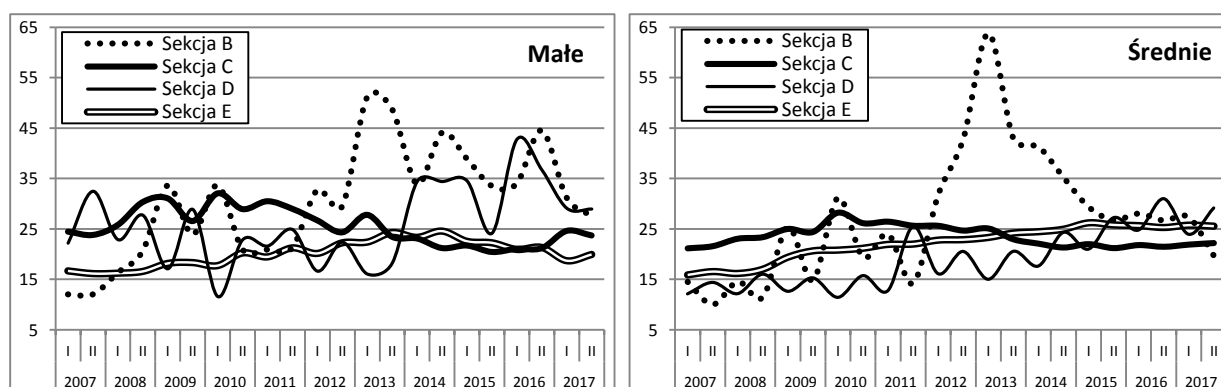 Małe
Sekcja B
Sekcja C
Sekcja D
Sekcja E
65
55
45
35
25
15
5
I II I II I II I II I II I II I II I II I II I II I II
2007 2008 2009 2010 2011 2012 2013 2014 2015 2016 2017
Średnie
Sekcja B
Sekcja C
Sekcja D
Sekcja E
65
55
45
35
25
15
5
I II I II I II I II I II I II I II I II I II I II I II
2007 2008 2009 2010 2011 2012 2013 2014 2015 2016 2017